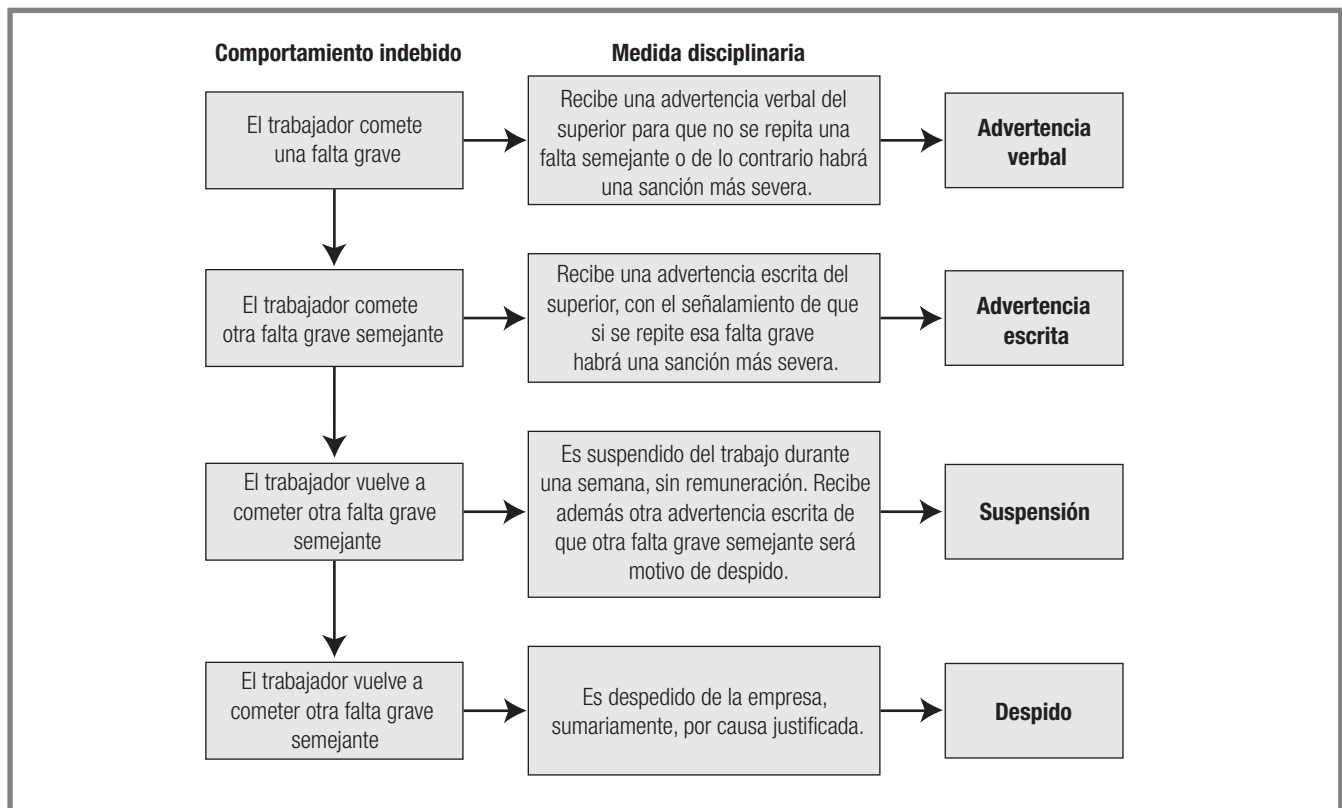 Comportamiento indebido
Medida disciplinaria
El trabajador comete
una falta grave
Recibe una advertencia verbal del
superior para que no se repita una
falta semejante o de lo contrario habrá
una sanción más severa.
Advertencia
verbal
El trabajador comete
otra falta grave semejante
Recibe una advertencia escrita del
superior, con el señalamiento de que
si se repite esa falta grave
habrá una sanción más severa.
Advertencia
escrita
El trabajador vuelve a
cometer otra falta grave
semejante
Es suspendido del trabajo durante
una semana, sin remuneración. Recibe
además otra advertencia escrita de
que otra falta grave semejante será
motivo de despido.
Suspensión
El trabajador vuelve a
cometer otra falta grave
semejante
Es despedido de la empresa,
sumariamente, por causa justificada.
Despido